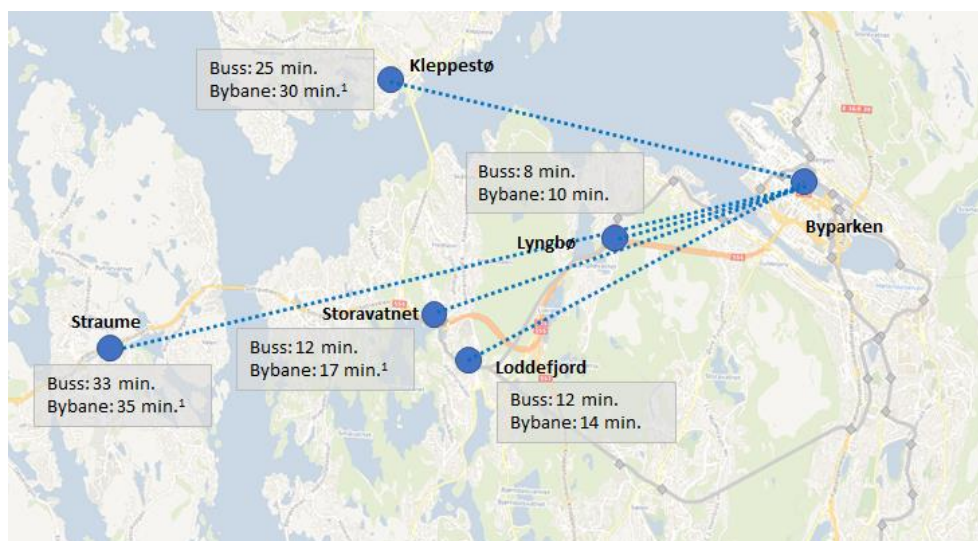 Kleppestø
Buss: 25 min.
Bybane: 30 min.¹
Buss: 8 min.
Bybane: 10 min.
Lyngbø
Byparken
Straume
Storavatnet
Buss: 12 min.
Bybane: 17 min.¹
Loddefjord
Buss: 33 min.
Bybane: 35 min.¹
Buss: 12 min.
Bybane: 14 min.